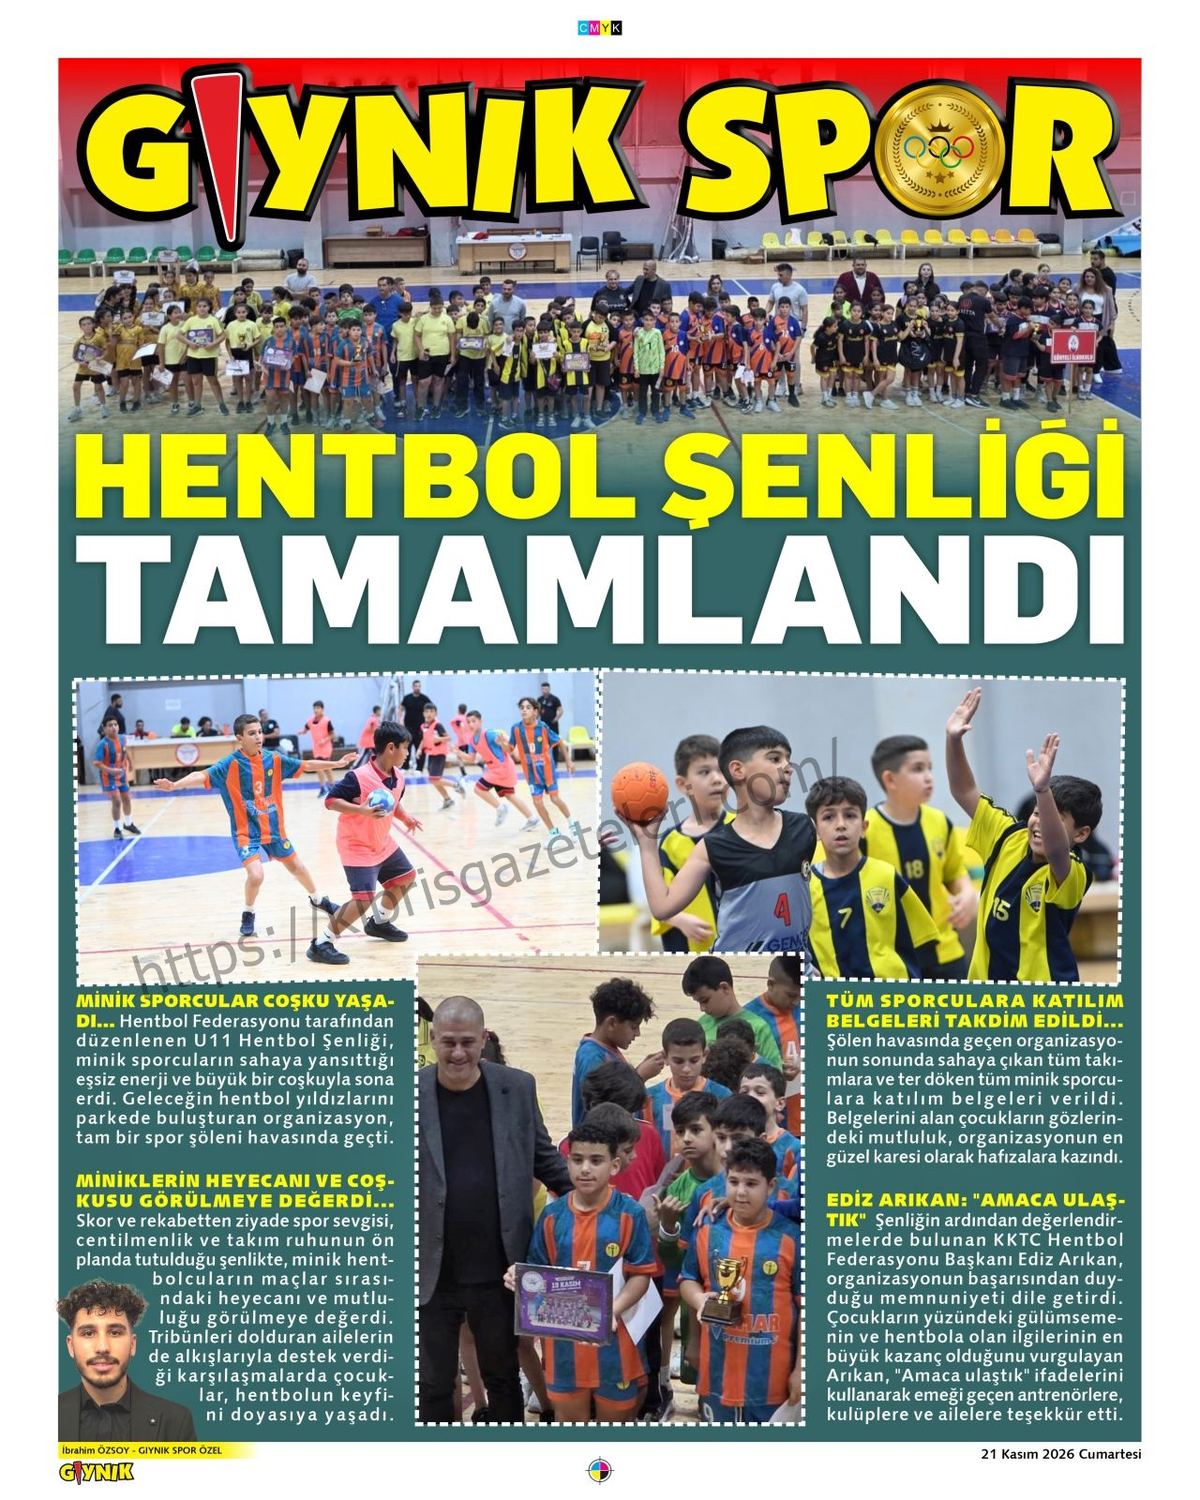 CMYK
GIYNIK SPOR
GÖNYELİ İLKOKULU
HENTBOL ŞENLİĞİ
TAMAMLANDI
https://kibrisgazeteleri.com/
MİNİK SPORCULAR COŞKU YAŞA-
DI... Hentbol Federasyonu tarafından
düzenlenen U11 Hentbol Şenliği,
minik sporcuların sahaya yansıttığı
eşsiz enerji ve büyük bir coşkuyla sona
erdi. Geleceğin hentbol yıldızlarını
parkede buluşturan organizasyon,
tam bir spor şöleni havasında geçti.
MİNİKLERİN HEYECANI VE COŞ-
KUSU GÖRÜLMEYE DEĞERDİ...
Skor ve rekabetten ziyade spor sevgisi,
centilmenlik ve takım ruhunun ön
planda tutulduğu şenlikte, minik hent-
bolcuların maçlar sırası-
ndaki heyecanı ve mutlu-
luğu görülmeye değerdi.
Tribünleri dolduran ailelerin
de alkışlarıyla destek verdi-
ği karşılaşmalarda çocuk-
lar, hentbolun keyfi-
ni doyasıya yaşadı.
3
4
7
18
15
18 KASIM
9
TÜM SPORCULARA KATILIM
BELGELERİ TAKDİM EDİLDİ...
Şölen havasında geçen organizasyo-
nun sonunda sahaya çıkan tüm takı-
mlara ve ter döken tüm minik sporcu-
lara katılım belgeleri verildi.
Belgelerini alan çocukların gözlerin-
deki mutluluk, organizasyonun en
güzel karesi olarak hafızalara kazındı.
EDİZ ARIKAN: "AMACA ULAŞ-
TIK" Şenliğin ardından değerlendir-
melerde bulunan KKTC Hentbol
Federasyonu Başkanı Ediz Arıkan,
organizasyonun başarısından duy-
duğu memnuniyeti dile getirdi.
Çocukların yüzündeki gülümseme-
nin ve hentbola olan ilgilerinin en
büyük kazanç olduğunu vurgulayan
Arıkan, "Amaca ulaştık" ifadelerini
kullanarak emeği geçen antrenörlere,
kulüplere ve ailelere teşekkür etti.
İbrahim ÖZSOY - GIYNIK SPOR ÖZEL
GIYNIK
21 Kasım 2026 Cumartesi